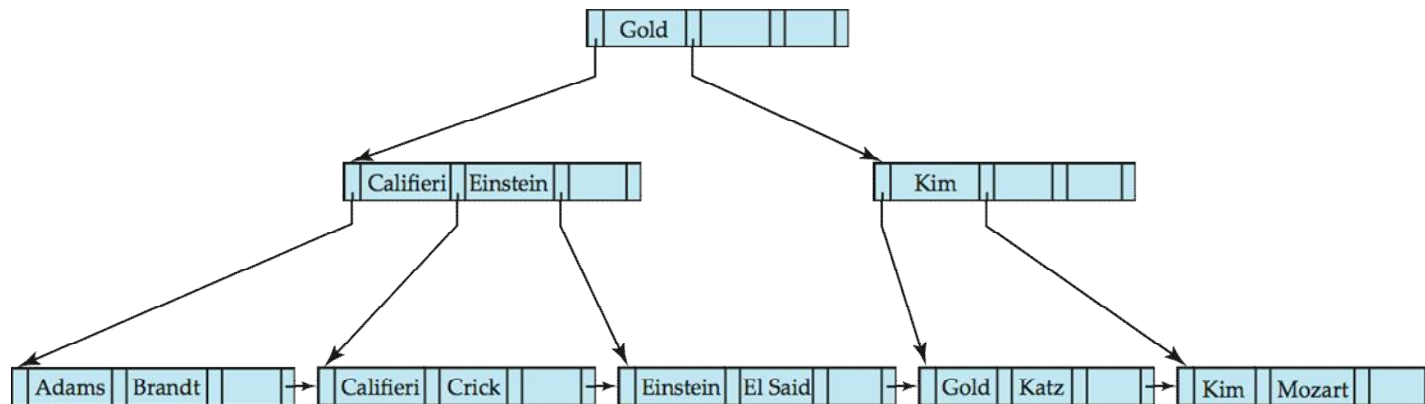 Gold
Califieri Einstein
Kim
Adams Brandt
Califieri Crick
Einstein El Said
Gold Katz
Kim Mozart